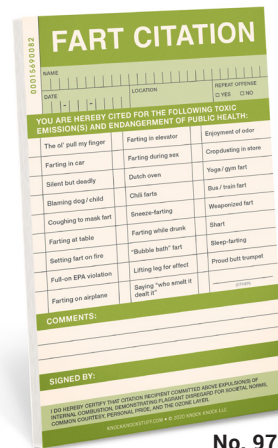 00015690082
FART CITATION
NAME
DATE
LOCATION
REPEAT OFFENSE
YES NO
YOU ARE HEREBY CITED FOR THE FOLLOWING TOXIC
EMISSION(S) AND ENDANGERMENT OF PUBLIC HEALTH:
The ol' pull my finger
Farting in car
Silent but deadly
Blaming dog / child
Coughing to mask fart
Farting at table
Setting fart on fire
Full-on EPA violation
Farting on airplane
Farting in elevator
Farting during sex
Dutch oven
Chili farts
Sneeze-farting
Farting while drunk
"Bubble bath" fart
Lifting leg for effect
Saying "who smelt it
dealt it"
Enjoyment of odor
Cropdusting in store
Yoga / gym fart
Bus / train fart
Weaponized fart
Shart
Sleep-farting
Proud butt trumpet
(OTHER)
COMMENTS:
SIGNED BY:
I DO HEREBY CERTIFY THAT CITATION RECIPIENT COMMITTED ABOVE EXPULSION(S) OF
INTERNAL COMBUSTION, DEMONSTRATING FLAGRANT DISREGARD FOR SOCIETAL NORMS,
COMMON COURTESY, PERSONAL PRIDE, AND THE OZONE LAYER.
KNOCKKNOCKSTUFF.COM • © 2020 KNOCK KNOCK LLC
No. 97